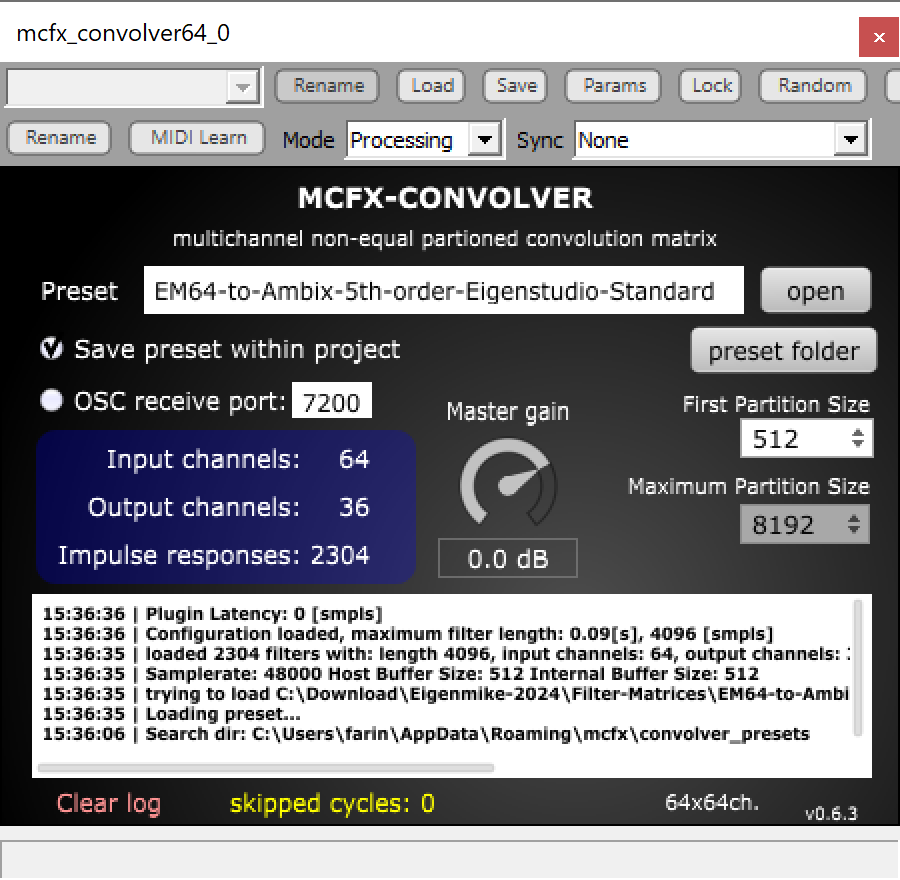 mcfx_convolver64_0
Rename Load Save Params Lock Random
Rename MIDI Learn Mode Processing Sync None
MCFX-CONVOLVER
multichannel non-equal partioned convolution matrix
Preset EM64-to-Ambix-5th-order-Eigenstudio-Standard open
Save preset within project preset folder
OSC receive port: 7200
Master gain
First Partition Size
512
Input channels: 64
Output channels: 36
Impulse responses: 2304
Maximum Partition Size
8192
0.0 dB
15:36:36 | Plugin Latency: 0 [smpls]
15:36:36 | Configuration loaded, maximum filter length: 0.09[s], 4096 [smpls]
15:36:35 | loaded 2304 filters with: length 4096, input channels: 64, output channels:
15:36:35 | Samplerate: 48000 Host Buffer Size: 512 Internal Buffer Size: 512
15:36:35 | trying to load C:\Download\Eigenmike-2024\Filter-Matrices\EM64-to-Ambi
15:36:35 | Loading preset...
15:36:06 | Search dir: C:\Users\farin\AppData\Roaming\mcfx\convolver_presets
Clear log skipped cycles: 0 64x64ch. v0.6.3